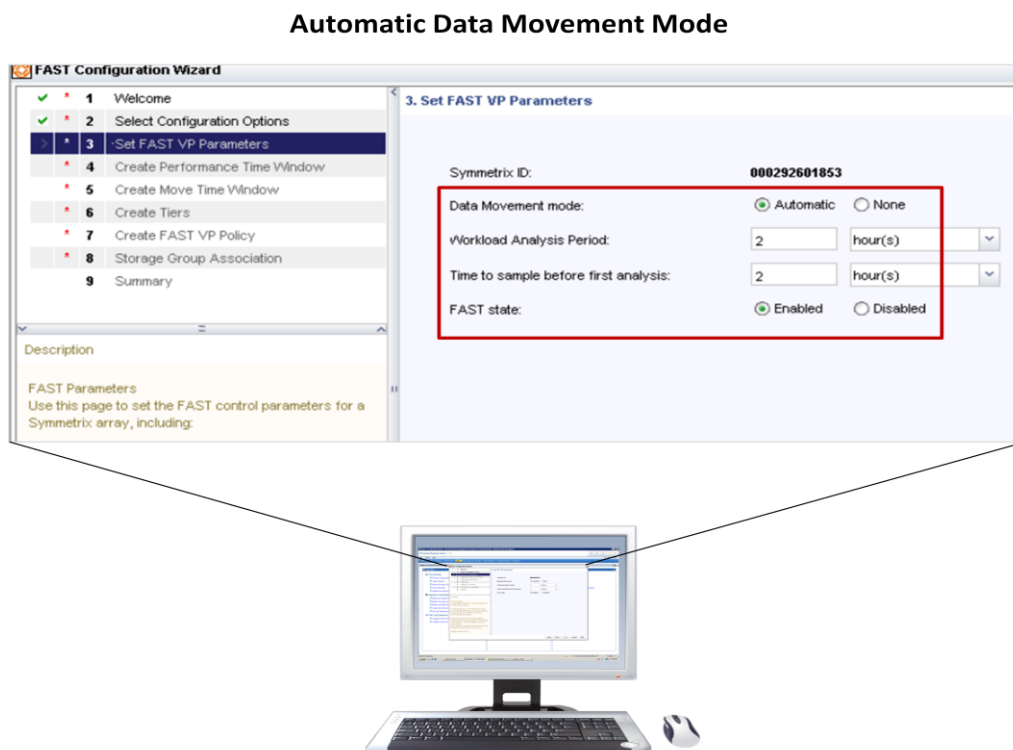 Automatic Data Movement Mode
FAST Configuration Wizard
1 Welcome
2 Select Configuration Options
3 Set FAST VP Parameters
4 Create Performance Time Window
5 Create Move Time Window
6 Create Tiers
7 Create FAST VP Policy
8 Storage Group Association
9 Summary
Description
FAST Parameters
Use this page to set the FAST control parameters for a
Symmetrix array, including:
3. Set FAST VP Parameters
Symmetrix ID: 000292601853
Data Movement mode: Automatic None
Workload Analysis Period: 2 hour(s)
Time to sample before first analysis: 2 hour(s)
FAST state: Enabled Disabled